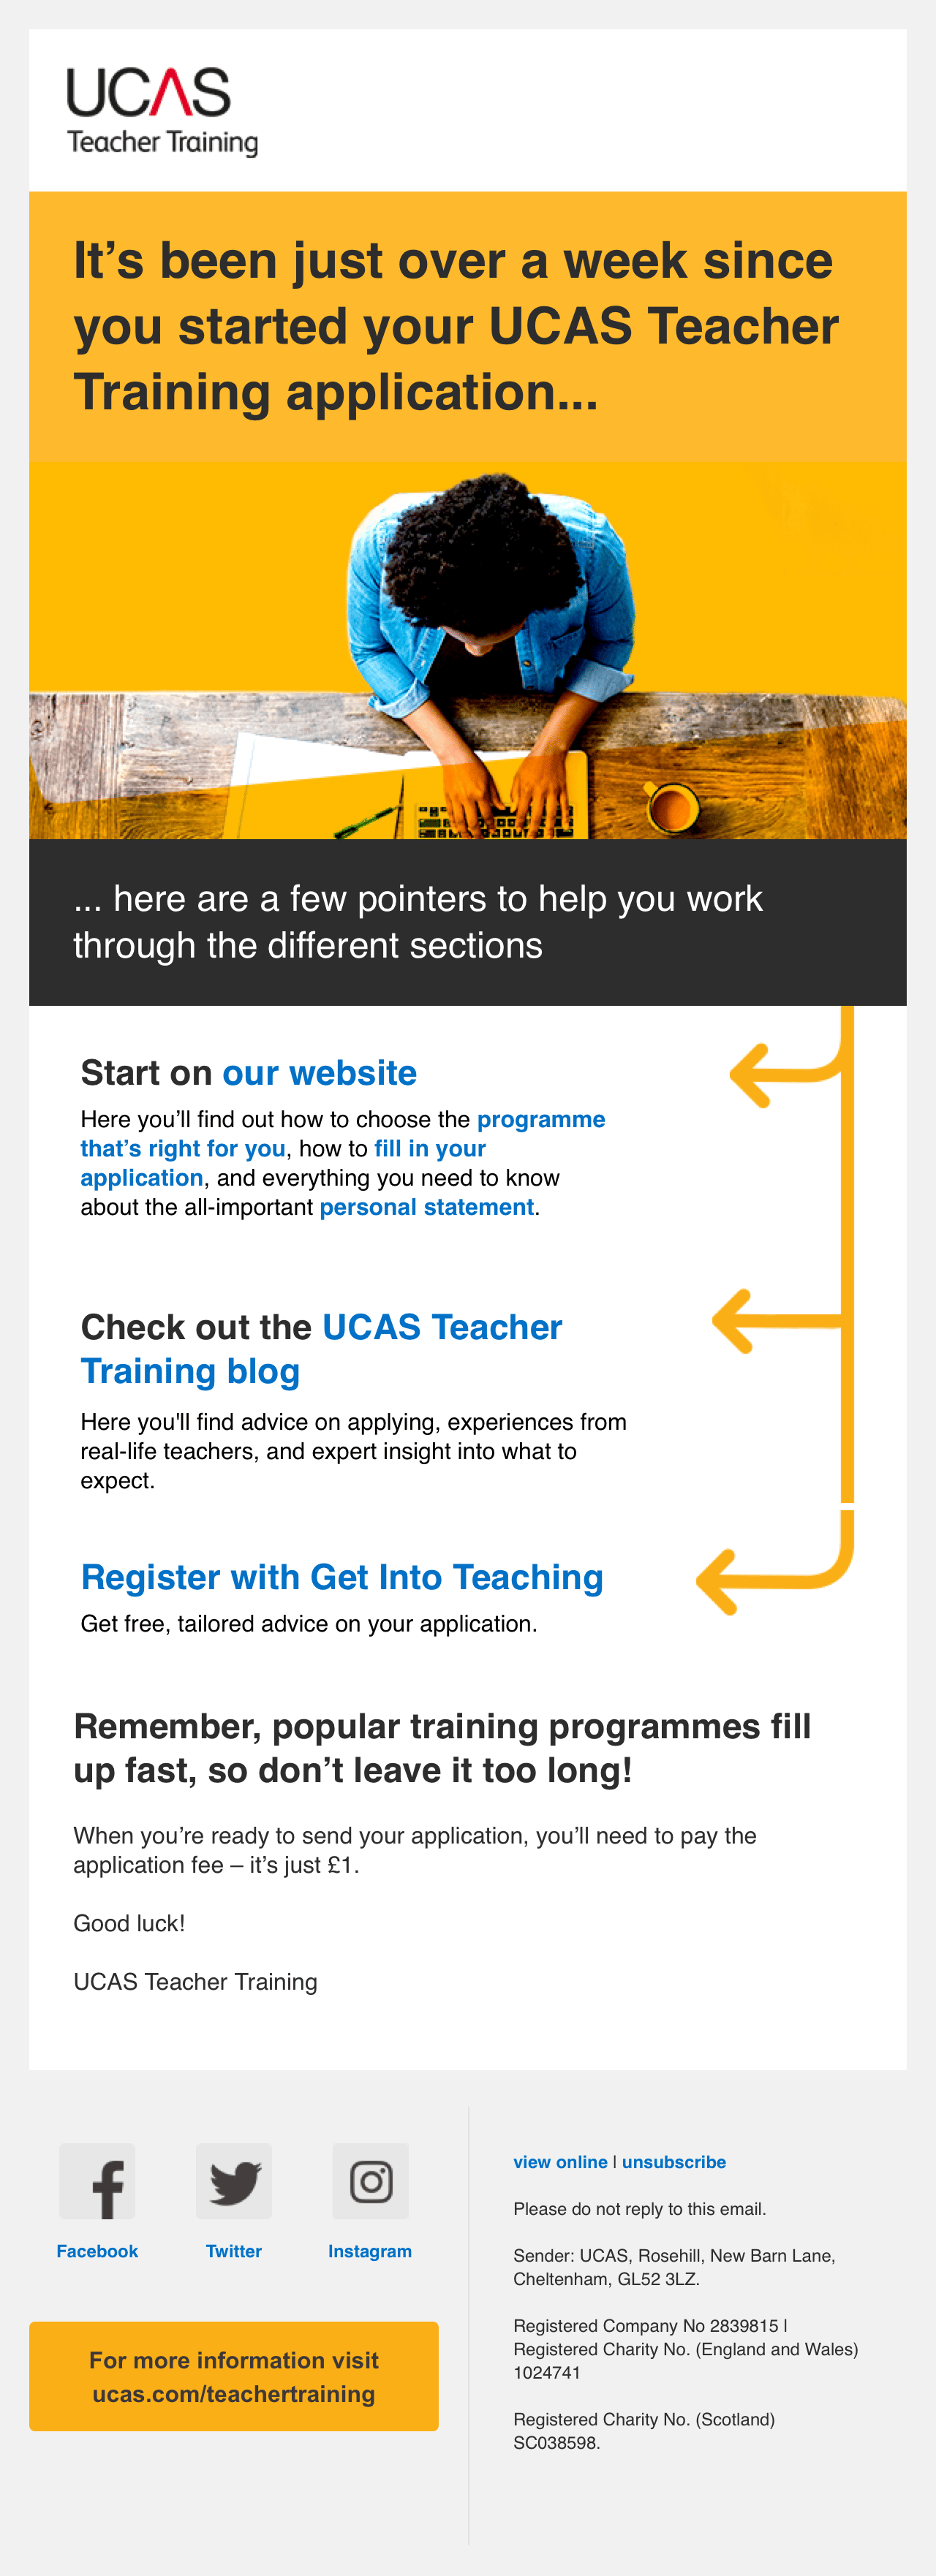 UCAS
Teacher Training
It’s been just over a week since
you started your UCAS Teacher
Training application...
... here are a few pointers to help you work
through the different sections
Start on our website
Here you’ll find out how to choose the programme
that’s right for you, how to fill in your
application, and everything you need to know
about the all-important personal statement.
Check out the UCAS Teacher
Training blog
Here you'll find advice on applying, experiences from
real-life teachers, and expert insight into what to
expect.
Register with Get Into Teaching
Get free, tailored advice on your application.
Remember, popular training programmes fill
up fast, so don’t leave it too long!
When you’re ready to send your application, you’ll need to pay the
application fee – it’s just £1.
Good luck!
UCAS Teacher Training
Facebook
Twitter
Instagram
For more information visit
ucas.com/teachertraining
view online | unsubscribe
Please do not reply to this email.
Sender: UCAS, Rosehill, New Barn Lane,
Cheltenham, GL52 3LZ.
Registered Company No 2839815 |
Registered Charity No. (England and Wales)
1024741
Registered Charity No. (Scotland)
SC038598.